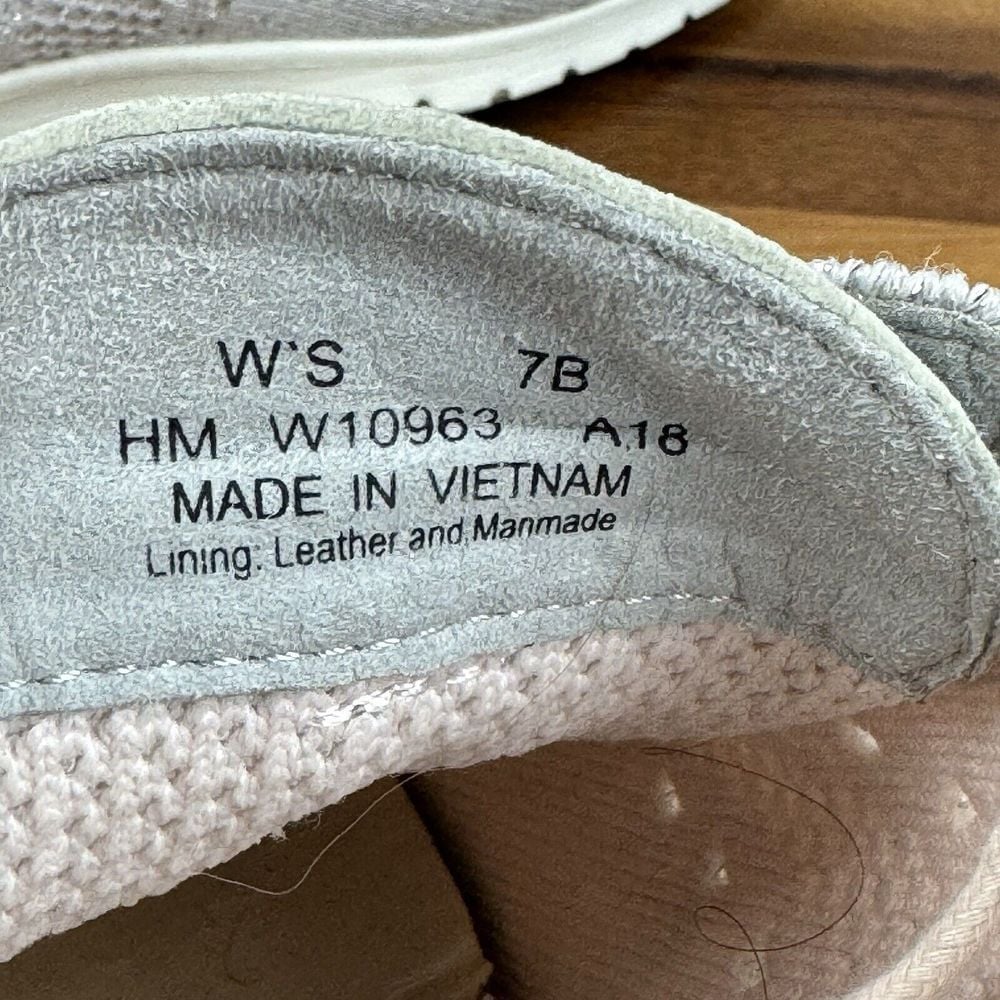 W`S 7B
HM W10963 A18
MADE IN VIETNAM
Lining: Leather and Manmade